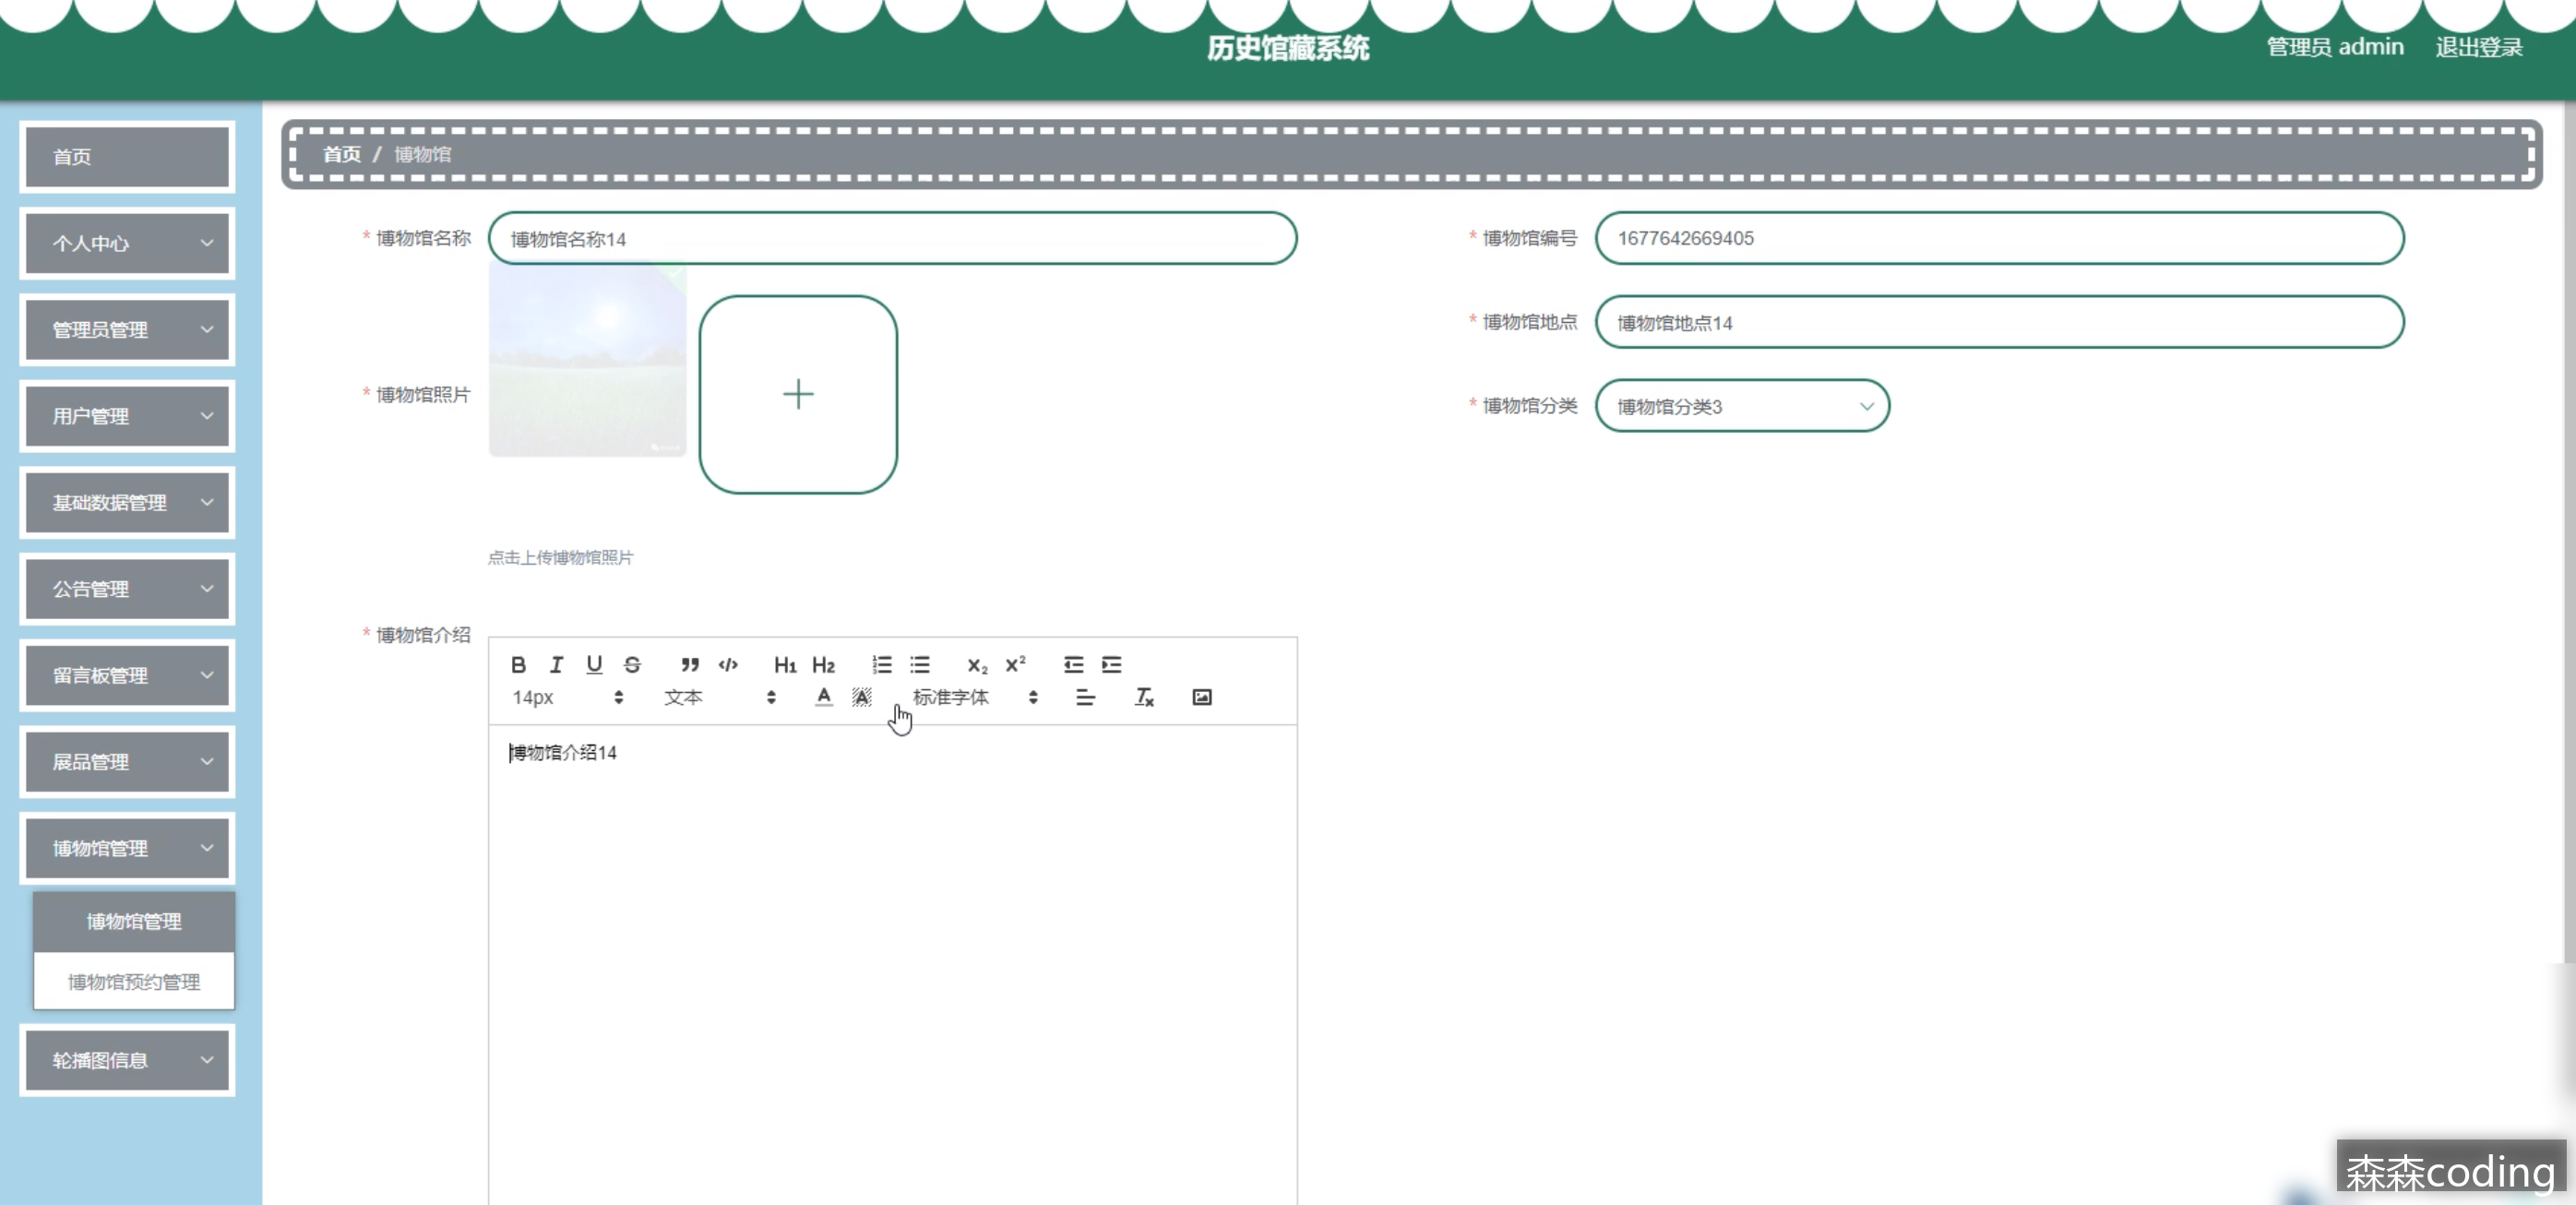 历史馆藏系统
管理员 admin 退出登录
首页
个人中心
管理员管理
用户管理
基础数据管理
公告管理
留言板管理
展品管理
博物馆管理
博物馆管理
博物馆预约管理
轮播图信息
首页 / 博物馆
* 博物馆名称 博物馆名称14
* 博物馆编号 1677642669405
* 博物馆照片
* 博物馆地点 博物馆地点14
* 博物馆分类 博物馆分类3
点击上传博物馆照片
* 博物馆介绍
B I U S ” </> H1 H2 X2 X²
14px 文本 A A 标准字体 Tx
博物馆介绍14
森森coding